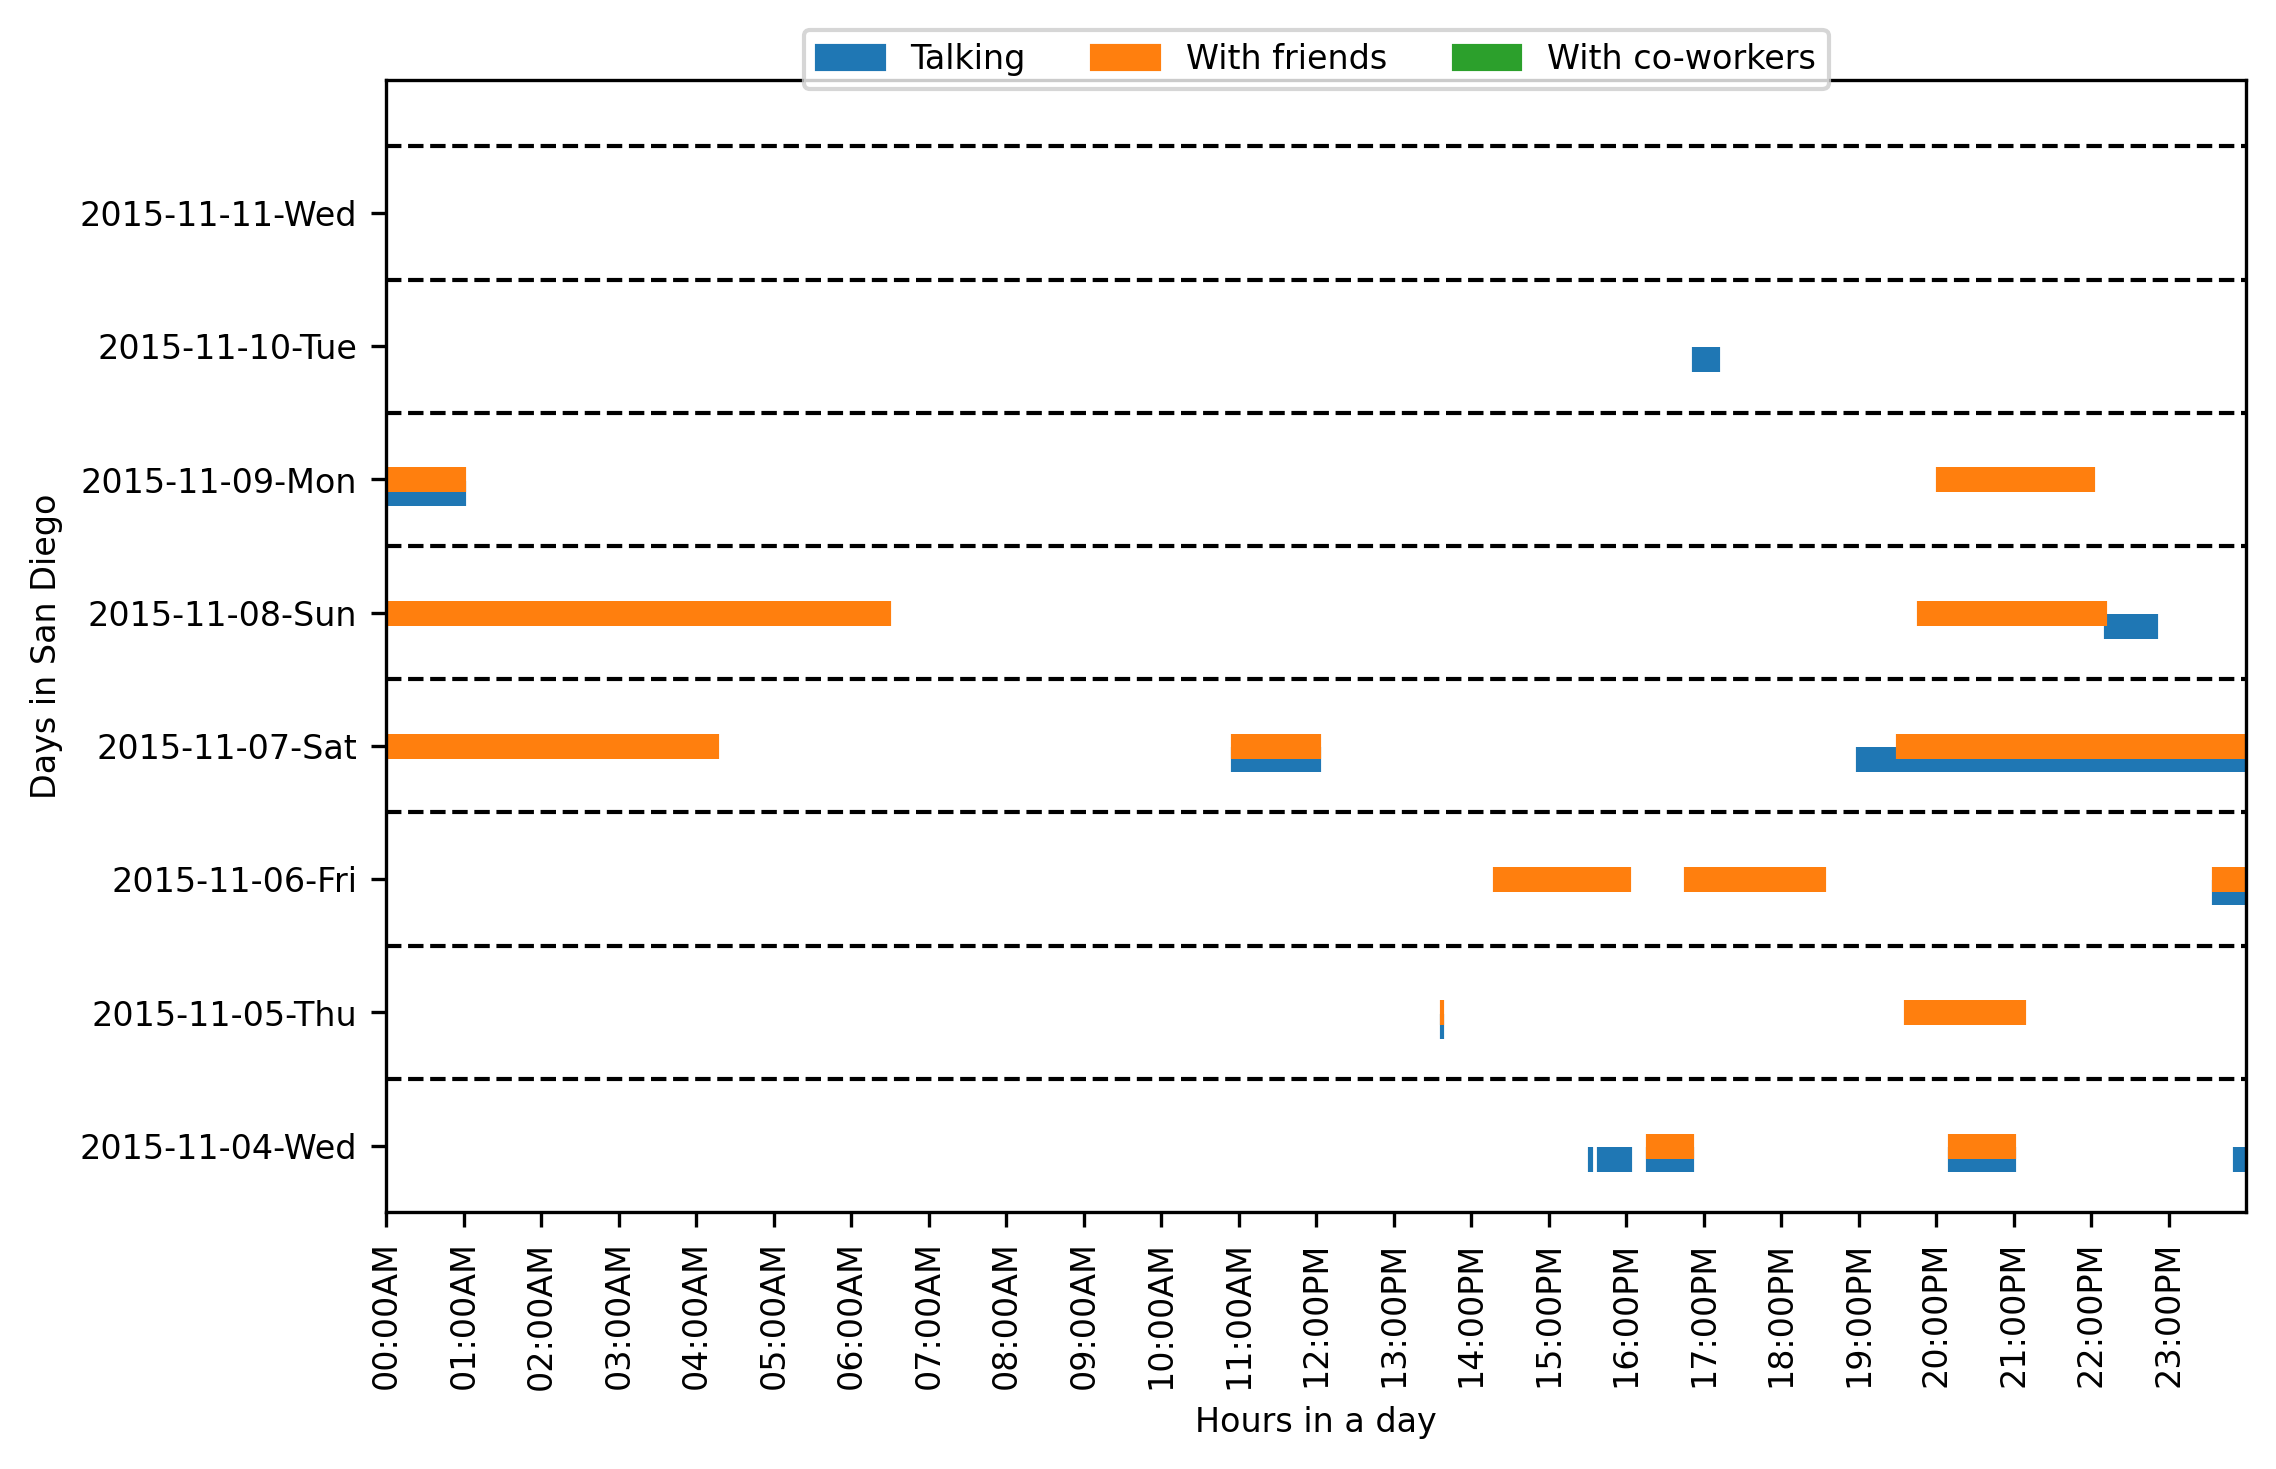 Talking With friends With co-workers
2015-11-11-Wed
2015-11-10-Tue
2015-11-09-Mon
2015-11-08-Sun
2015-11-07-Sat
2015-11-06-Fri
2015-11-05-Thu
2015-11-04-Wed
Days in San Diego
00:00AM
01:00AM
02:00AM
03:00AM
04:00AM
05:00AM
06:00AM
07:00AM
08:00AM
09:00AM
10:00AM
11:00AM
12:00PM
13:00PM
14:00PM
15:00PM
16:00PM
17:00PM
18:00PM
19:00PM
20:00PM
21:00PM
22:00PM
23:00PM
Hours in a day